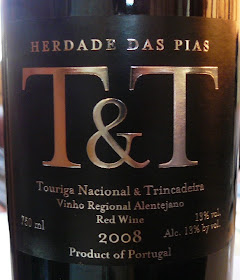 HERDADE DAS PIAS
T&T
Touriga Nacional & Trincadeira
Vinho Regional Alentejano
Red Wine
750 ml
2008
13% vol.
Alc. 13% by vol.
Product of Portugal